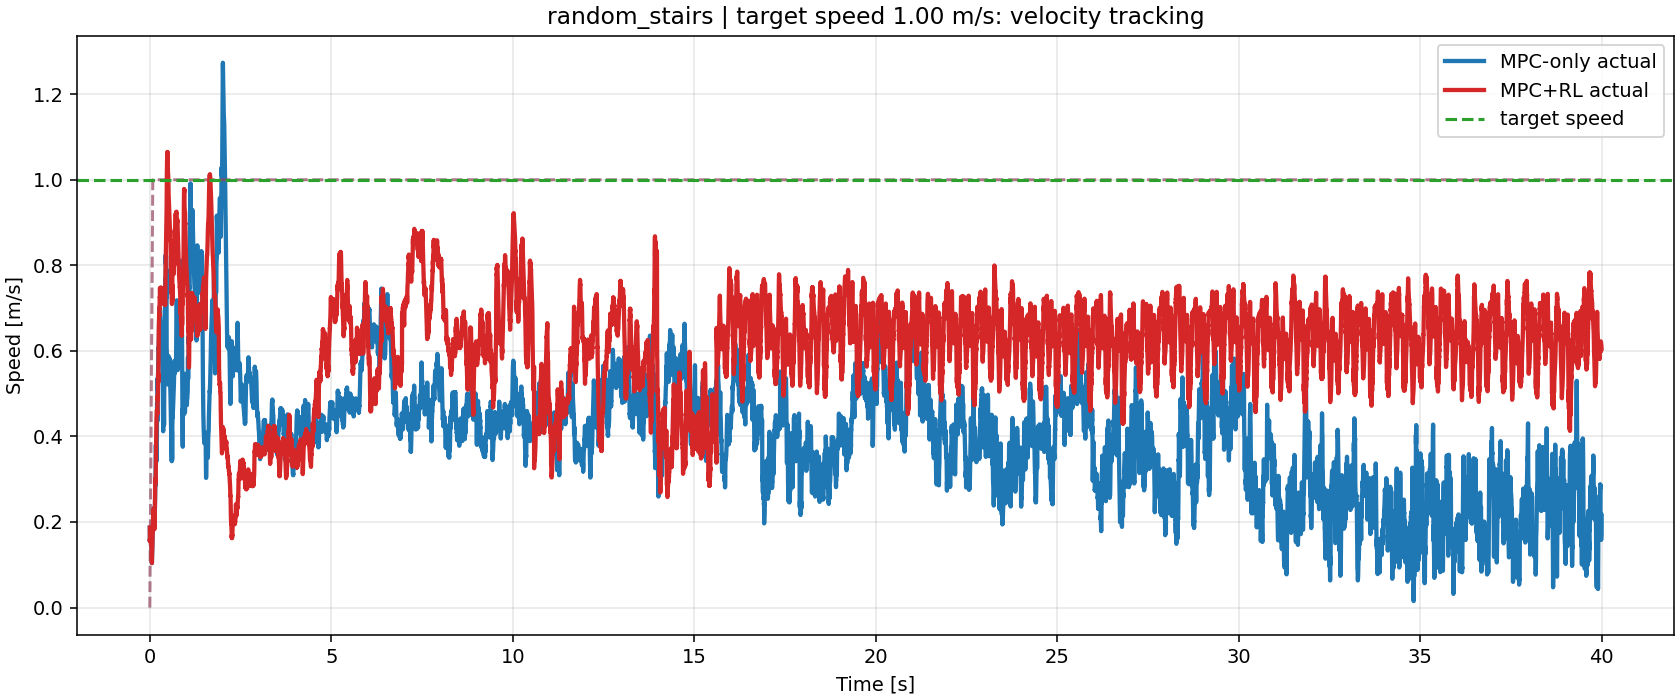 random_stairs | target speed 1.00 m/s: velocity tracking
MPC-only actual
MPC+RL actual
target speed
Speed [m/s]
1.2
1.0
0.8
0.6
0.4
0.2
0.0
0 5 10 15 20 25 30 35 40
Time [s]